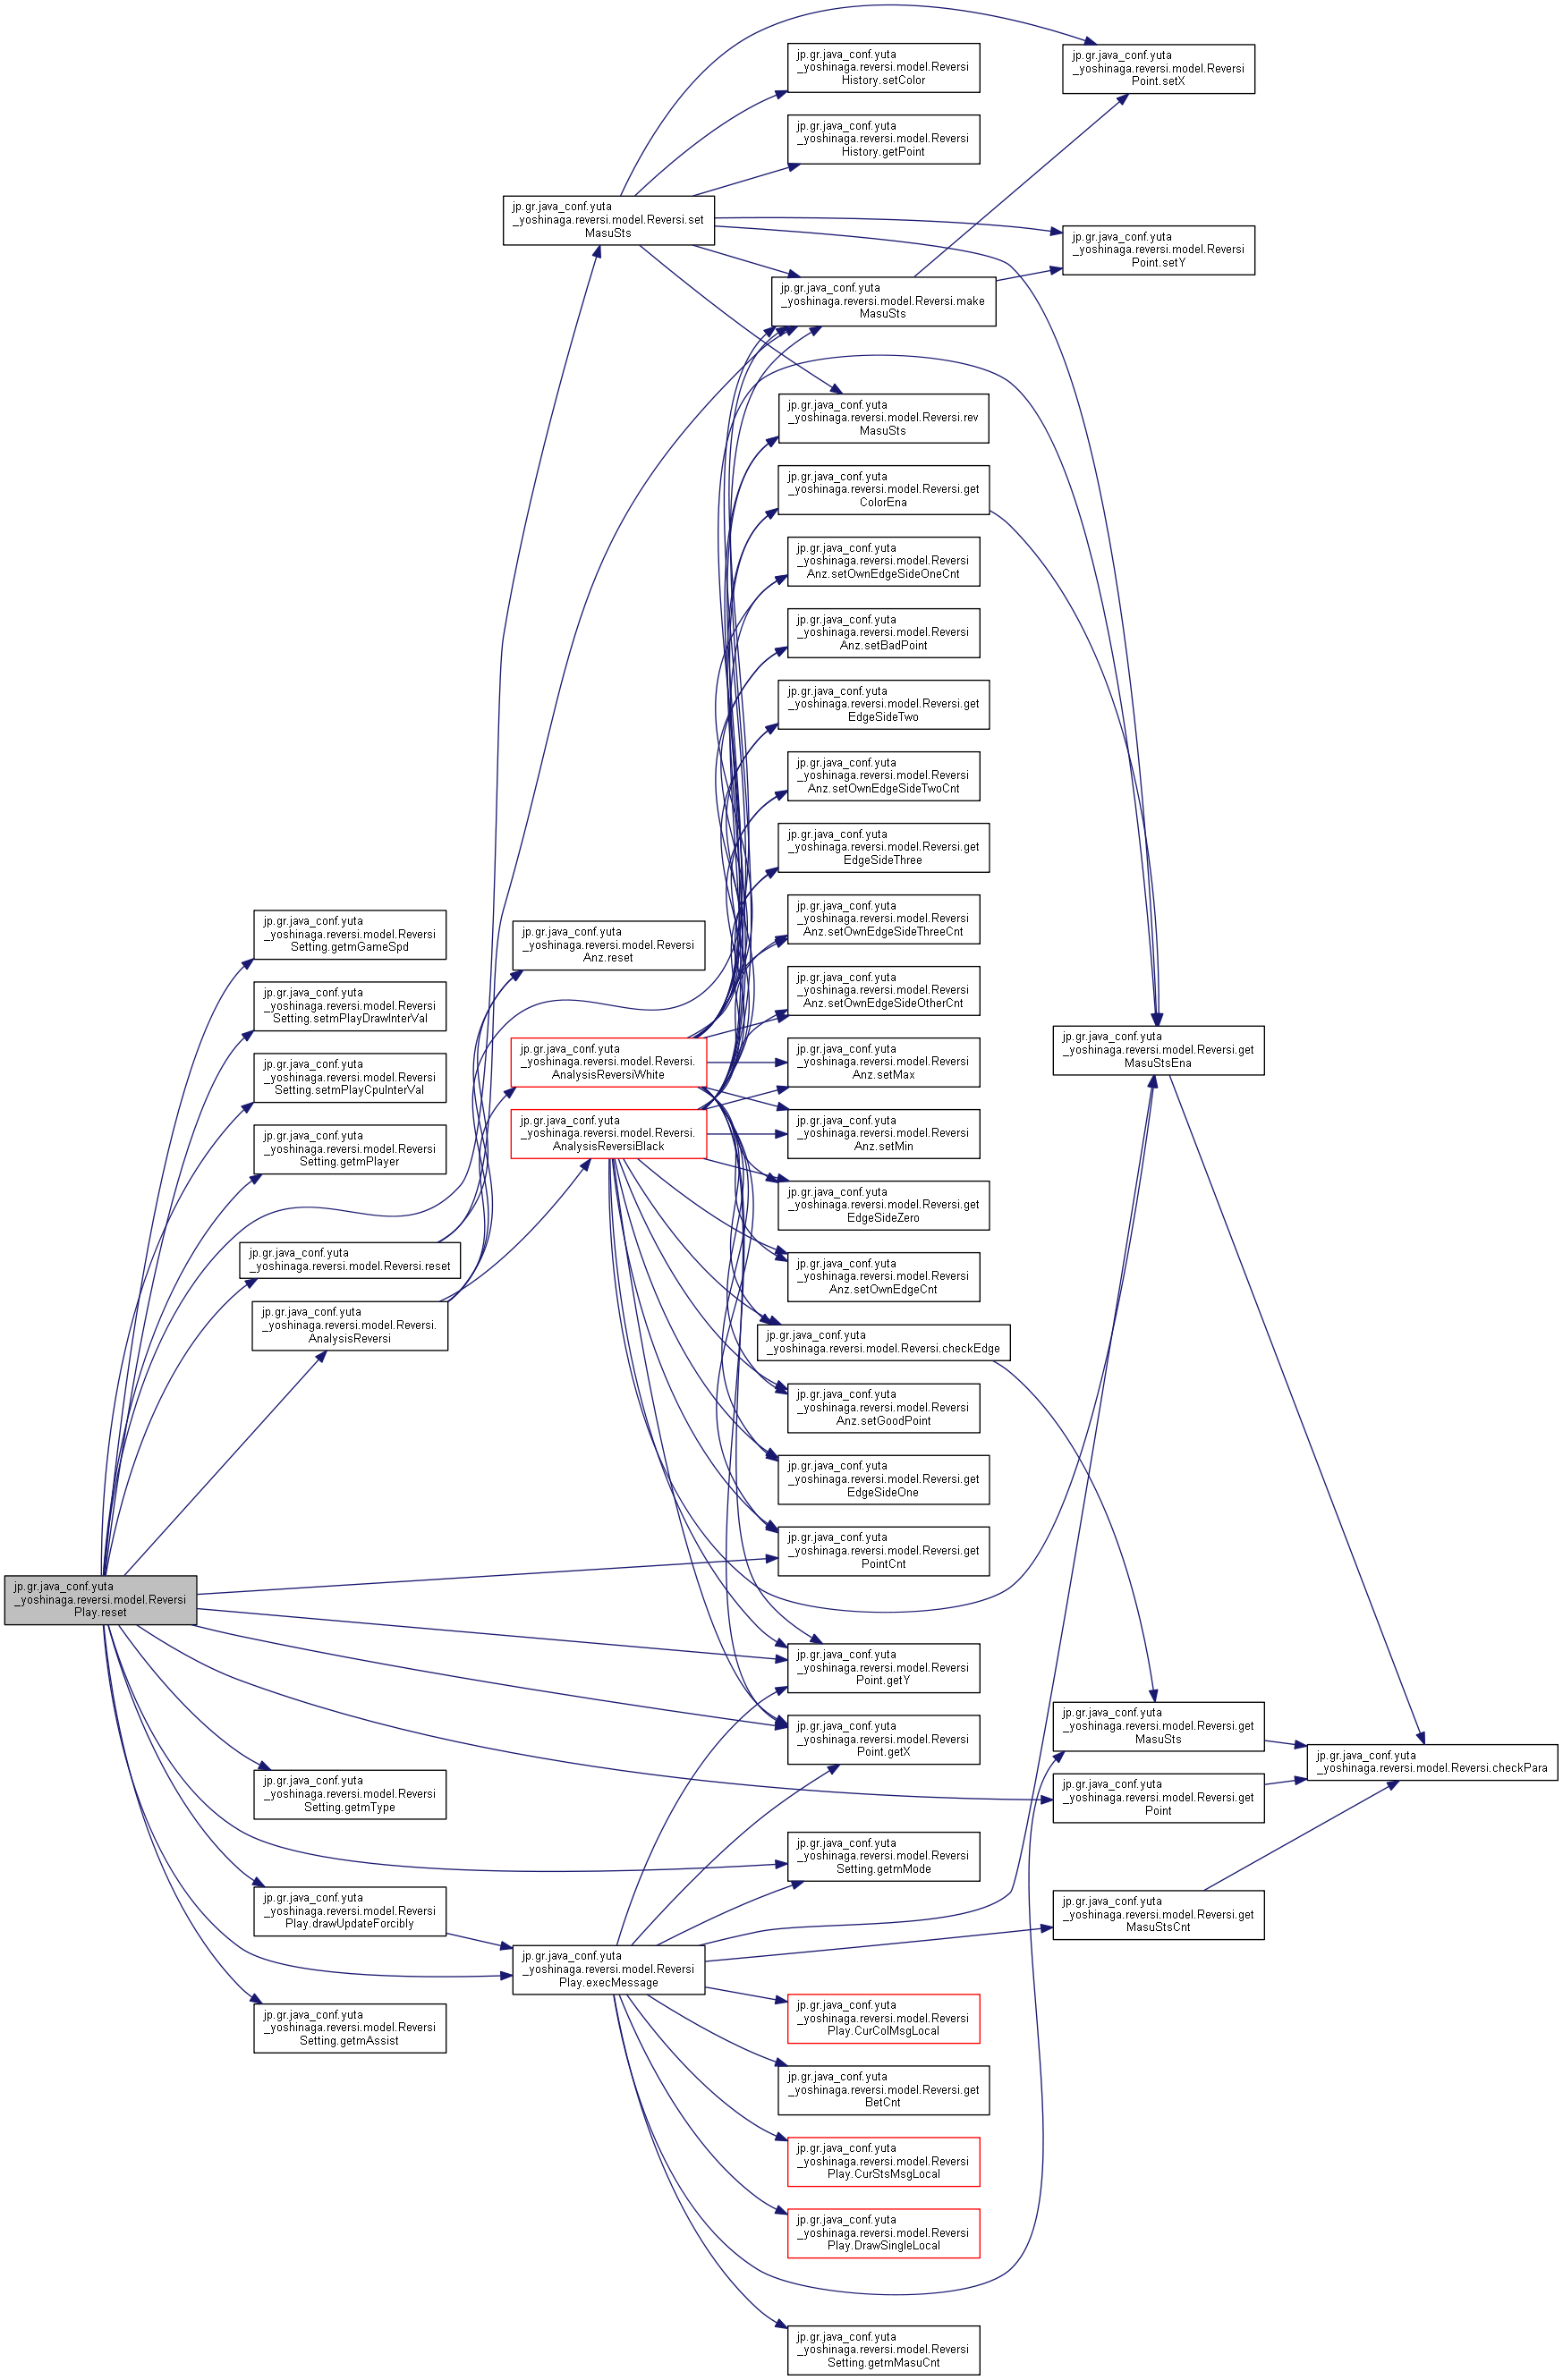 jp.gr.java_conf.yuta
_yoshinaga.reversi.model.Reversi
Play.reset
jp.gr.java_conf.yuta
_yoshinaga.reversi.model.Reversi
Setting.getmGameSpd
jp.gr.java_conf.yuta
_yoshinaga.reversi.model.Reversi
Setting.setmPlayDrawInterVal
jp.gr.java_conf.yuta
_yoshinaga.reversi.model.Reversi
Setting.setmPlayCpuInterVal
jp.gr.java_conf.yuta
_yoshinaga.reversi.model.Reversi
Setting.getmPlayer
jp.gr.java_conf.yuta
_yoshinaga.reversi.model.Reversi.reset
jp.gr.java_conf.yuta
_yoshinaga.reversi.model.Reversi.
AnalysisReversi
jp.gr.java_conf.yuta
_yoshinaga.reversi.model.Reversi
Setting.getmType
jp.gr.java_conf.yuta
_yoshinaga.reversi.model.Reversi
Play.drawUpdateForcibly
jp.gr.java_conf.yuta
_yoshinaga.reversi.model.Reversi
Setting.getmAssist
jp.gr.java_conf.yuta
_yoshinaga.reversi.model.Reversi.set
MasuSts
jp.gr.java_conf.yuta
_yoshinaga.reversi.model.Reversi
Anz.reset
jp.gr.java_conf.yuta
_yoshinaga.reversi.model.Reversi.
AnalysisReversiWhite
jp.gr.java_conf.yuta
_yoshinaga.reversi.model.Reversi.
AnalysisReversiBlack
jp.gr.java_conf.yuta
_yoshinaga.reversi.model.Reversi
Play.execMessage
jp.gr.java_conf.yuta
_yoshinaga.reversi.model.Reversi
History.setColor
jp.gr.java_conf.yuta
_yoshinaga.reversi.model.Reversi
History.getPoint
jp.gr.java_conf.yuta
_yoshinaga.reversi.model.Reversi.make
MasuSts
jp.gr.java_conf.yuta
_yoshinaga.reversi.model.Reversi.rev
MasuSts
jp.gr.java_conf.yuta
_yoshinaga.reversi.model.Reversi.get
ColorEna
jp.gr.java_conf.yuta
_yoshinaga.reversi.model.Reversi
Anz.setOwnEdgeSideOneCnt
jp.gr.java_conf.yuta
_yoshinaga.reversi.model.Reversi
Anz.setBadPoint
jp.gr.java_conf.yuta
_yoshinaga.reversi.model.Reversi.get
EdgeSideTwo
jp.gr.java_conf.yuta
_yoshinaga.reversi.model.Reversi
Anz.setOwnEdgeSideTwoCnt
jp.gr.java_conf.yuta
_yoshinaga.reversi.model.Reversi.get
EdgeSideThree
jp.gr.java_conf.yuta
_yoshinaga.reversi.model.Reversi
Anz.setOwnEdgeSideThreeCnt
jp.gr.java_conf.yuta
_yoshinaga.reversi.model.Reversi
Anz.setOwnEdgeSideOtherCnt
jp.gr.java_conf.yuta
_yoshinaga.reversi.model.Reversi
Anz.setMax
jp.gr.java_conf.yuta
_yoshinaga.reversi.model.Reversi
Anz.setMin
jp.gr.java_conf.yuta
_yoshinaga.reversi.model.Reversi.get
EdgeSideZero
jp.gr.java_conf.yuta
_yoshinaga.reversi.model.Reversi
Anz.setOwnEdgeCnt
jp.gr.java_conf.yuta
_yoshinaga.reversi.model.Reversi.checkEdge
jp.gr.java_conf.yuta
_yoshinaga.reversi.model.Reversi
Anz.setGoodPoint
jp.gr.java_conf.yuta
_yoshinaga.reversi.model.Reversi.get
EdgeSideOne
jp.gr.java_conf.yuta
_yoshinaga.reversi.model.Reversi.get
PointCnt
jp.gr.java_conf.yuta
_yoshinaga.reversi.model.Reversi
Point.getY
jp.gr.java_conf.yuta
_yoshinaga.reversi.model.Reversi
Point.getX
jp.gr.java_conf.yuta
_yoshinaga.reversi.model.Reversi
Setting.getmMode
jp.gr.java_conf.yuta
_yoshinaga.reversi.model.Reversi
Play.CurColMsgLocal
jp.gr.java_conf.yuta
_yoshinaga.reversi.model.Reversi.get
BetCnt
jp.gr.java_conf.yuta
_yoshinaga.reversi.model.Reversi
Play.CurStsMsgLocal
jp.gr.java_conf.yuta
_yoshinaga.reversi.model.Reversi
Play.DrawSingleLocal
jp.gr.java_conf.yuta
_yoshinaga.reversi.model.Reversi
Setting.getmMasuCnt
jp.gr.java_conf.yuta
_yoshinaga.reversi.model.Reversi
Point.setX
jp.gr.java_conf.yuta
_yoshinaga.reversi.model.Reversi
Point.setY
jp.gr.java_conf.yuta
_yoshinaga.reversi.model.Reversi.get
MasuStsEna
jp.gr.java_conf.yuta
_yoshinaga.reversi.model.Reversi.get
MasuSts
jp.gr.java_conf.yuta
_yoshinaga.reversi.model.Reversi.get
Point
jp.gr.java_conf.yuta
_yoshinaga.reversi.model.Reversi.get
MasuStsCnt
jp.gr.java_conf.yuta
_yoshinaga.reversi.model.Reversi.checkPara